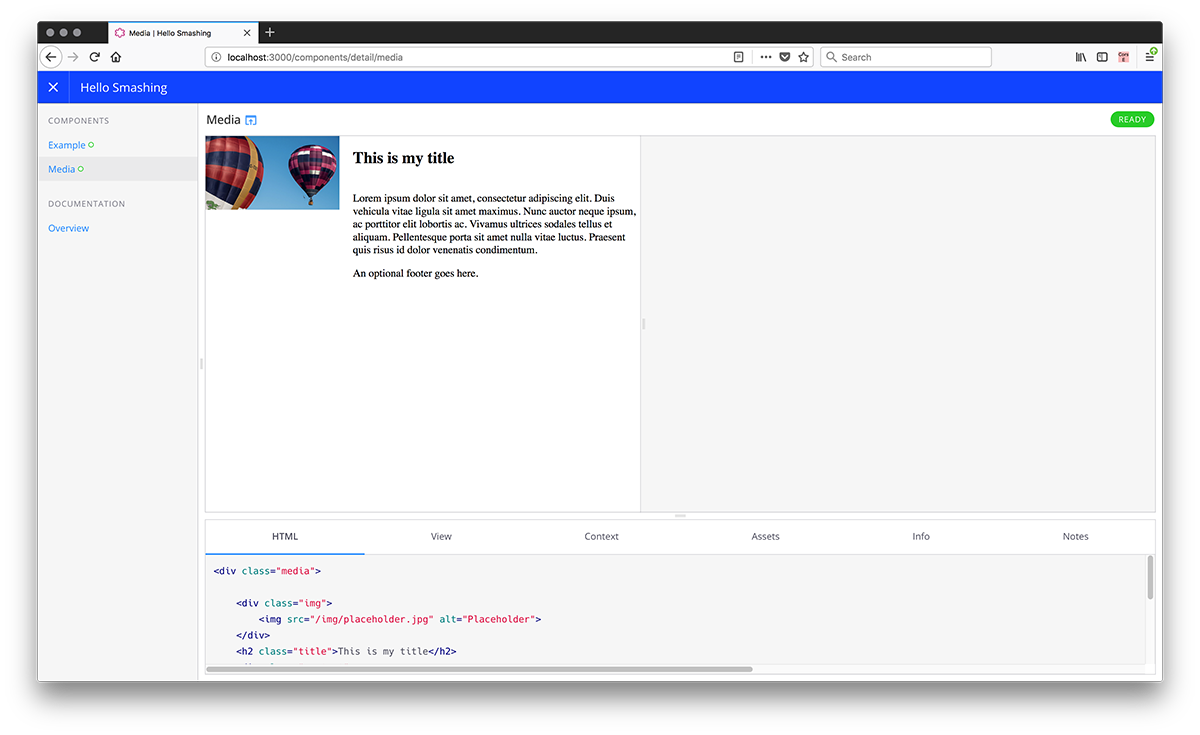 Media | Hello Smashing
localhost:3000/components/detail/media
Search
Hello Smashing
COMPONENTS
Example
Media
DOCUMENTATION
Overview
Media
READY
This is my title
Lorem ipsum dolor sit amet, consectetur adipiscing elit. Duis
vehicula vitae ligula sit amet maximus. Nunc auctor neque ipsum,
ac porttitor elit lobortis ac. Vivamus ultrices sodales tellus et
aliquam. Pellentesque porta sit amet nulla vitae luctus. Praesent
quis risus id dolor venenatis condimentum.
An optional footer goes here.
HTML View Context Assets Info Notes
<div class="media">
<div class="img">
<img src="/img/placeholder.jpg" alt="Placeholder">
</div>
<h2 class="title">This is my title</h2>